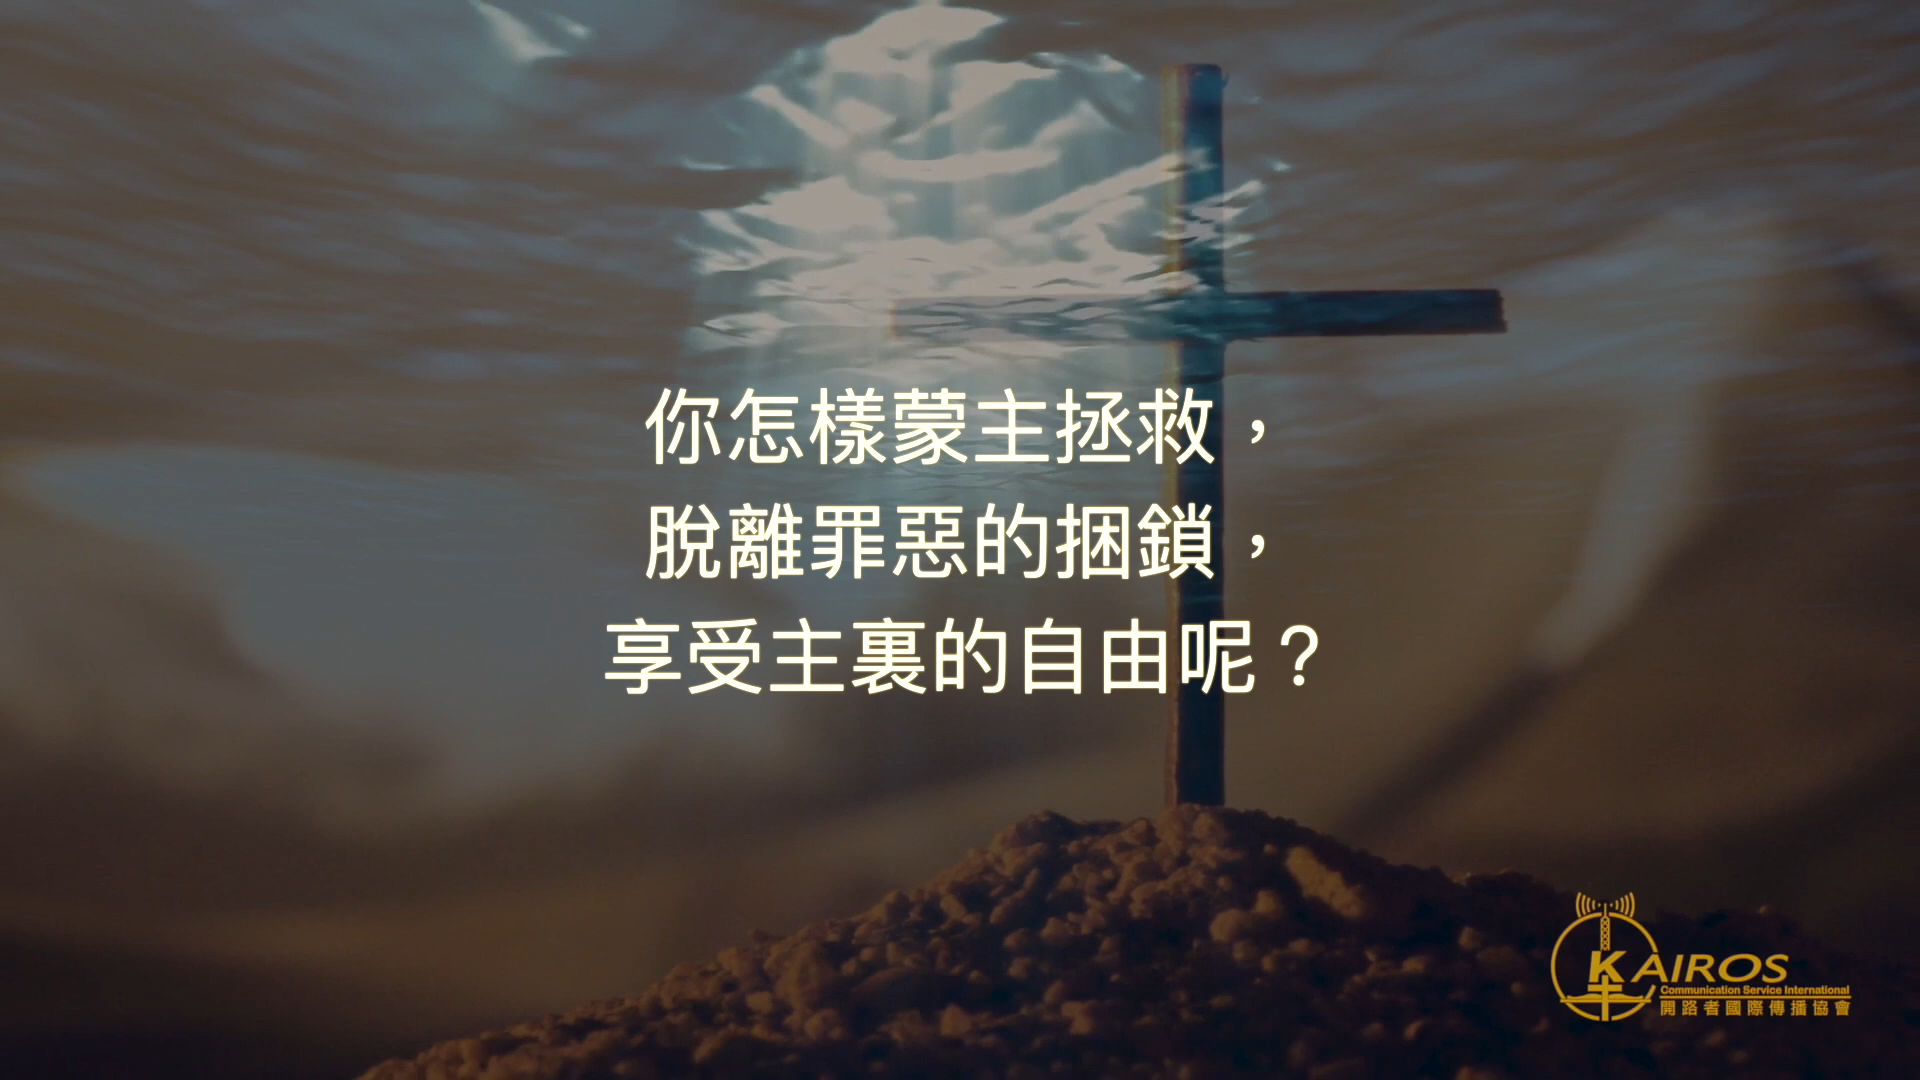 你怎樣蒙主拯救，
脫離罪惡的捆鎖，
享受主裏的自由呢？
KAIROS
Communication Service International
開路者國際傳播協會